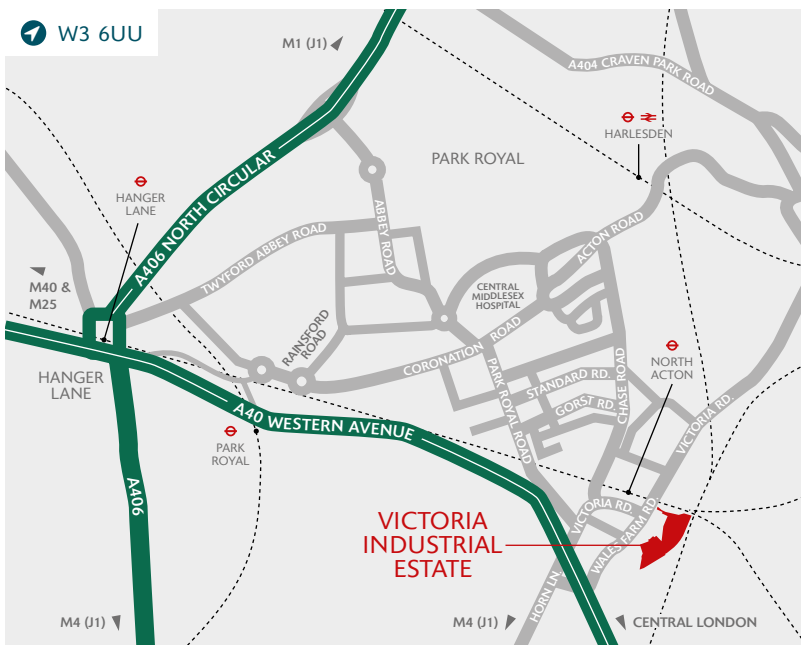 W3 6UU
M1 (J1)
A404 CRAVEN PARK ROAD
HARLESDEN
PARK ROYAL
HANGER
LANE
A406 NORTH CIRCULAR
ABBEY ROAD
ACTON ROAD
TWYFORD ABBEY ROAD
M40 &
M25
CENTRAL
MIDDLESEX
HOSPITAL
RAINSFORD
ROAD
CORONATION ROAD
HANGER
LANE
NORTH
ACTON
STANDARD RD.
CHASE ROAD
GORST RD.
PARK ROYAL ROAD
VICTORIA RD.
A40 WESTERN AVENUE
PARK
ROYAL
A406
VICTORIA RD.
WALES FARM RD.
VICTORIA
INDUSTRIAL
ESTATE
HORN LN.
M4 (J1)
M4 (J1)
CENTRAL LONDON